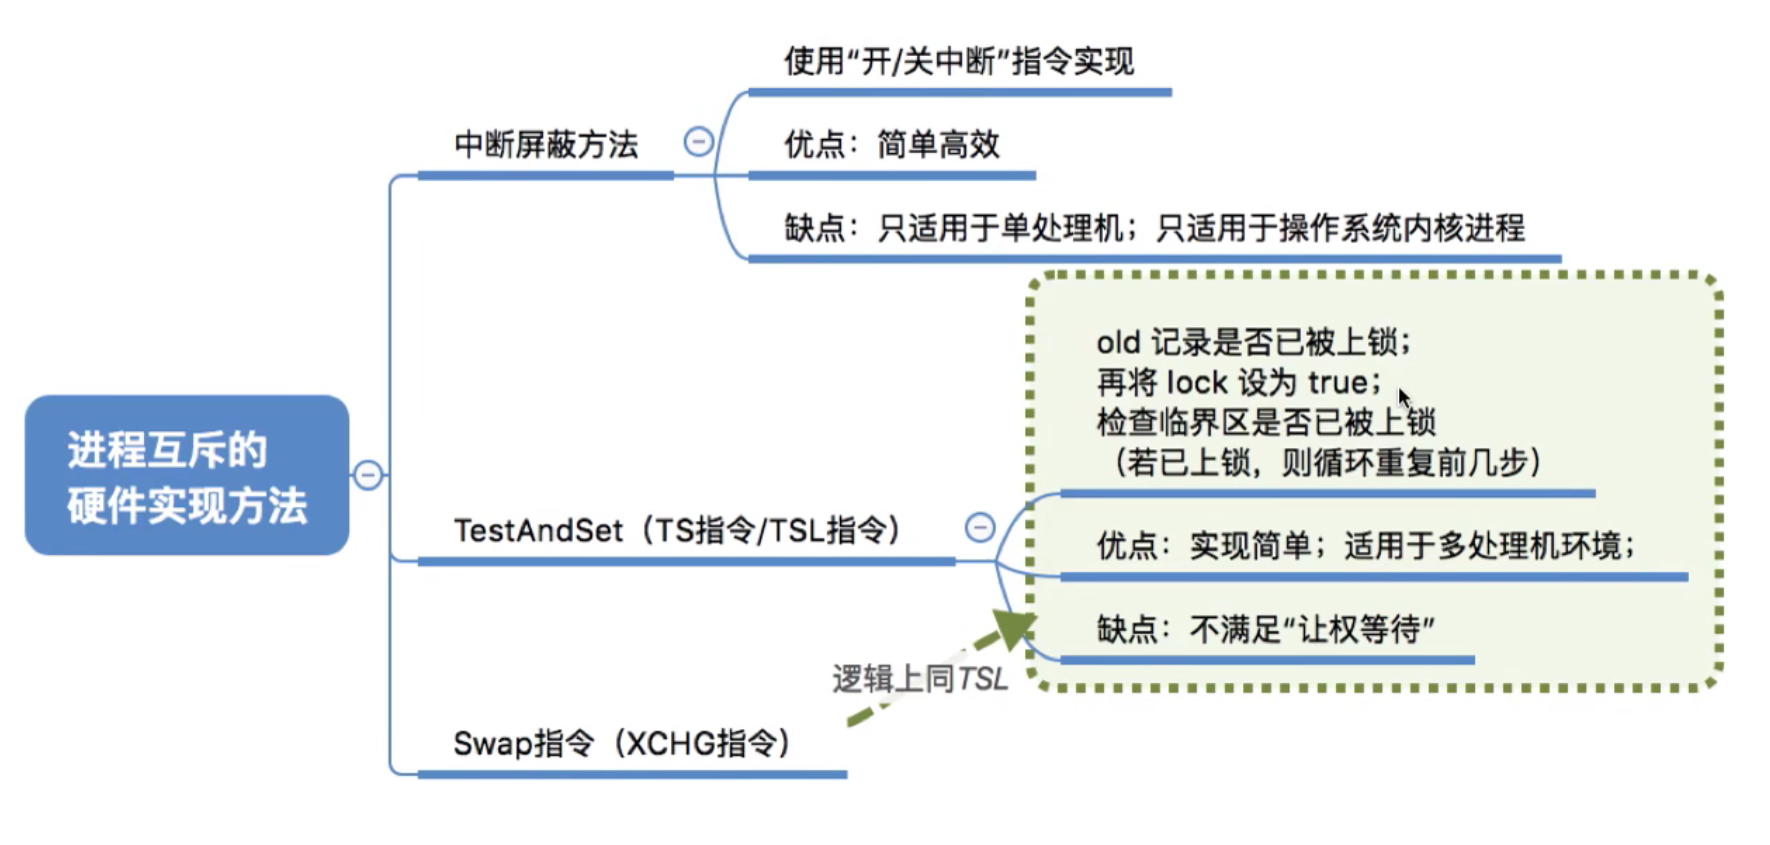 使用“开/关中断”指令实现
中断屏蔽方法
优点：简单高效
缺点：只适用于单处理机；只适用于操作系统内核进程
old 记录是否已被上锁；
再将 lock 设为 true；
检查临界区是否已被上锁
（若已上锁，则循环重复前几步）
进程互斥的
硬件实现方法
TestAndSet（TS指令/TSL指令）
优点：实现简单；适用于多处理机环境；
缺点：不满足“让权等待”
逻辑上同TSL
Swap指令（XCHG指令）